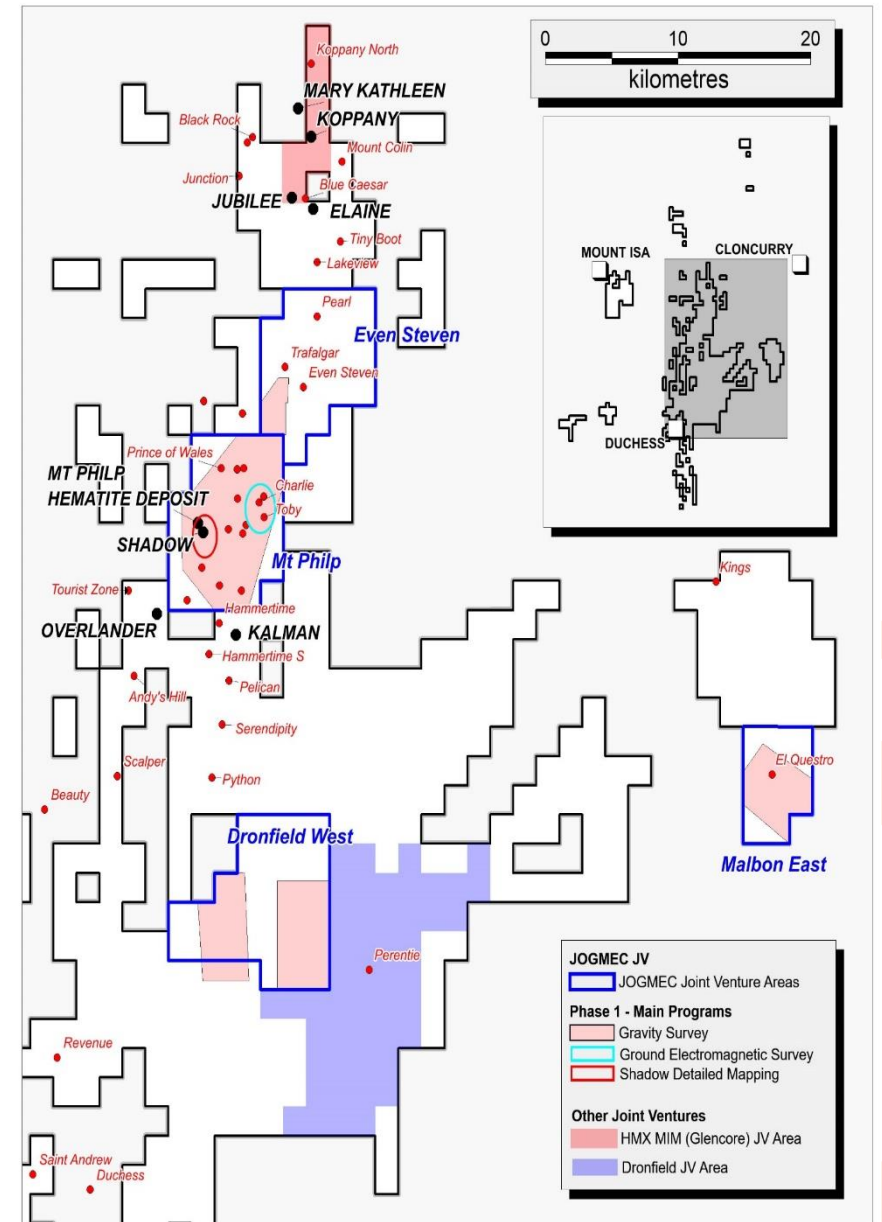 0 10 20
kilometres
Koppany North
MARY KATHLEEN
KOPPANY
Black Rock
Mount Colin
Junction
Blue Caesar
JUBILEE
ELAINE
Tiny Boot
Lakeview
MOUNT ISA
CLONCURRY
DUCHESS
Pearl
Even Steven
Trafalgar
Even Steven
Prince of Wales
MT PHILP
HEMATITE DEPOSIT
Charlie
Toby
SHADOW
Mt Philp
Tourist Zone
Kings
Hammertime
OVERLANDER
KALMAN
Hammertime S
Andy's Hill
Pelican
Serendipity
Scalper
Python
El Questro
Beauty
Dronfield West
Malbon East
Perentie
Revenue
Saint Andrew
Duchess
JOGMEC JV
JOGMEC Joint Venture Areas
Phase 1 - Main Programs
Gravity Survey
Ground Electromagnetic Survey
Shadow Detailed Mapping
Other Joint Ventures
HMX MIM (Glencore) JV Area
Dronfield JV Area